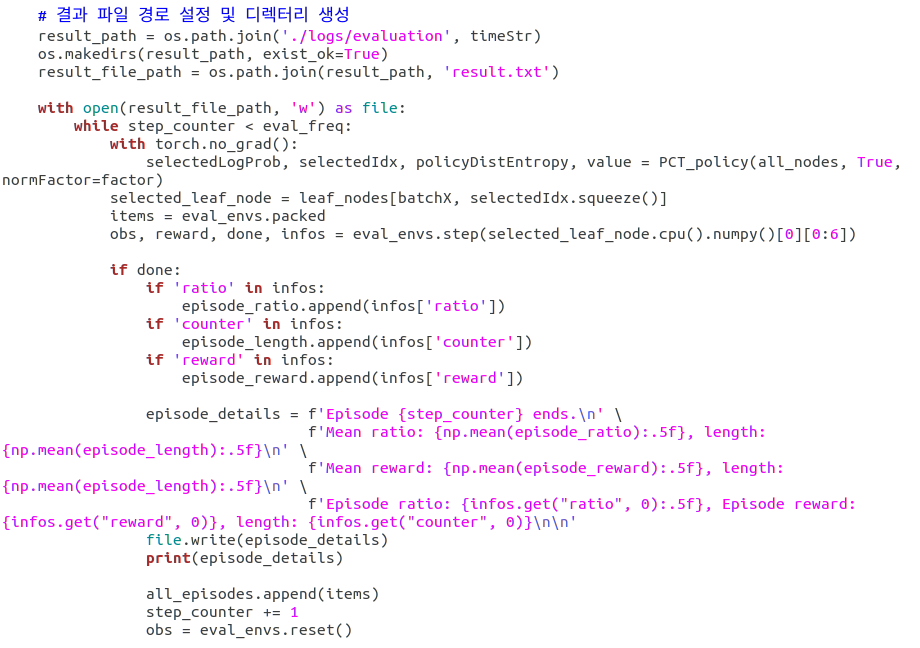 # 결과 파일 경로 설정 및 디렉터리 생성
result_path = os.path.join('./logs/evaluation', timeStr)
os.makedirs(result_path, exist_ok=True)
result_file_path = os.path.join(result_path, 'result.txt')
with open(result_file_path, 'w') as file:
while step_counter < eval_freq:
with torch.no_grad():
selectedLogProb, selectedIdx, policyDistEntropy, value = PCT_policy(all_nodes, True,
normFactor=factor)
selected_leaf_node = leaf_nodes[batchX, selectedIdx.squeeze()]
items = eval_envs.packed
obs, reward, done, infos = eval_envs.step(selected_leaf_node.cpu().numpy()[0][0:6])
if done:
if 'ratio' in infos:
episode_ratio.append(infos['ratio'])
if 'counter' in infos:
episode_length.append(infos['counter'])
if 'reward' in infos:
episode_reward.append(infos['reward'])
episode_details = f'Episode {step_counter} ends.\n' \
f'Mean ratio: {np.mean(episode_ratio):.5f}, length:
{np.mean(episode_length):.5f}\n' \
f'Mean reward: {np.mean(episode_reward):.5f}, length:
{np.mean(episode_length):.5f}\n' \
f'Episode ratio: {infos.get("ratio", 0):.5f}, Episode reward:
{infos.get("reward", 0)}, length: {infos.get("counter", 0)}\n\n'
file.write(episode_details)
print(episode_details)
all_episodes.append(items)
step_counter += 1
obs = eval_envs.reset()